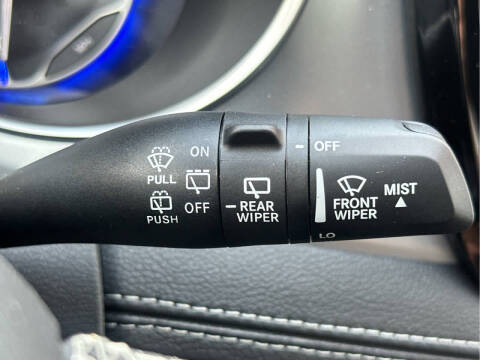 ON
OFF
PULL
OFF
PUSH
REAR
WIPER
FRONT
WIPER
MIST
LO